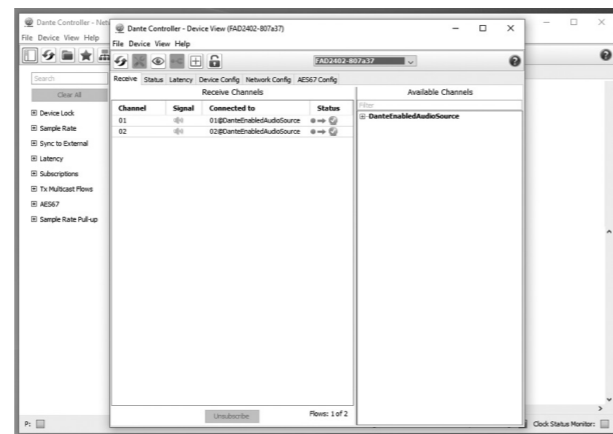 Dante Controller - Net
File Device View Help
Search
Clear All
Device Lock
Sample Rate
Sync to External
Latency
Subscriptions
Tx Multicast Flows
AES67
Sample Rate Pull-up
P:
Dante Controller - Device View (FAD2402-807a37)
File Device View Help
FAD2402-807a37
Receive Status Latency Device Config Network Config AES67 Config
Receive Channels Available Channels
Channel Signal Connected to Status
01 01@DanteEnabledAudioSource
02 02@DanteEnabledAudioSource
Filter
DanteEnabledAudioSource
Unsubscribe Flows: 1 of 2
Clock Status Monitor: